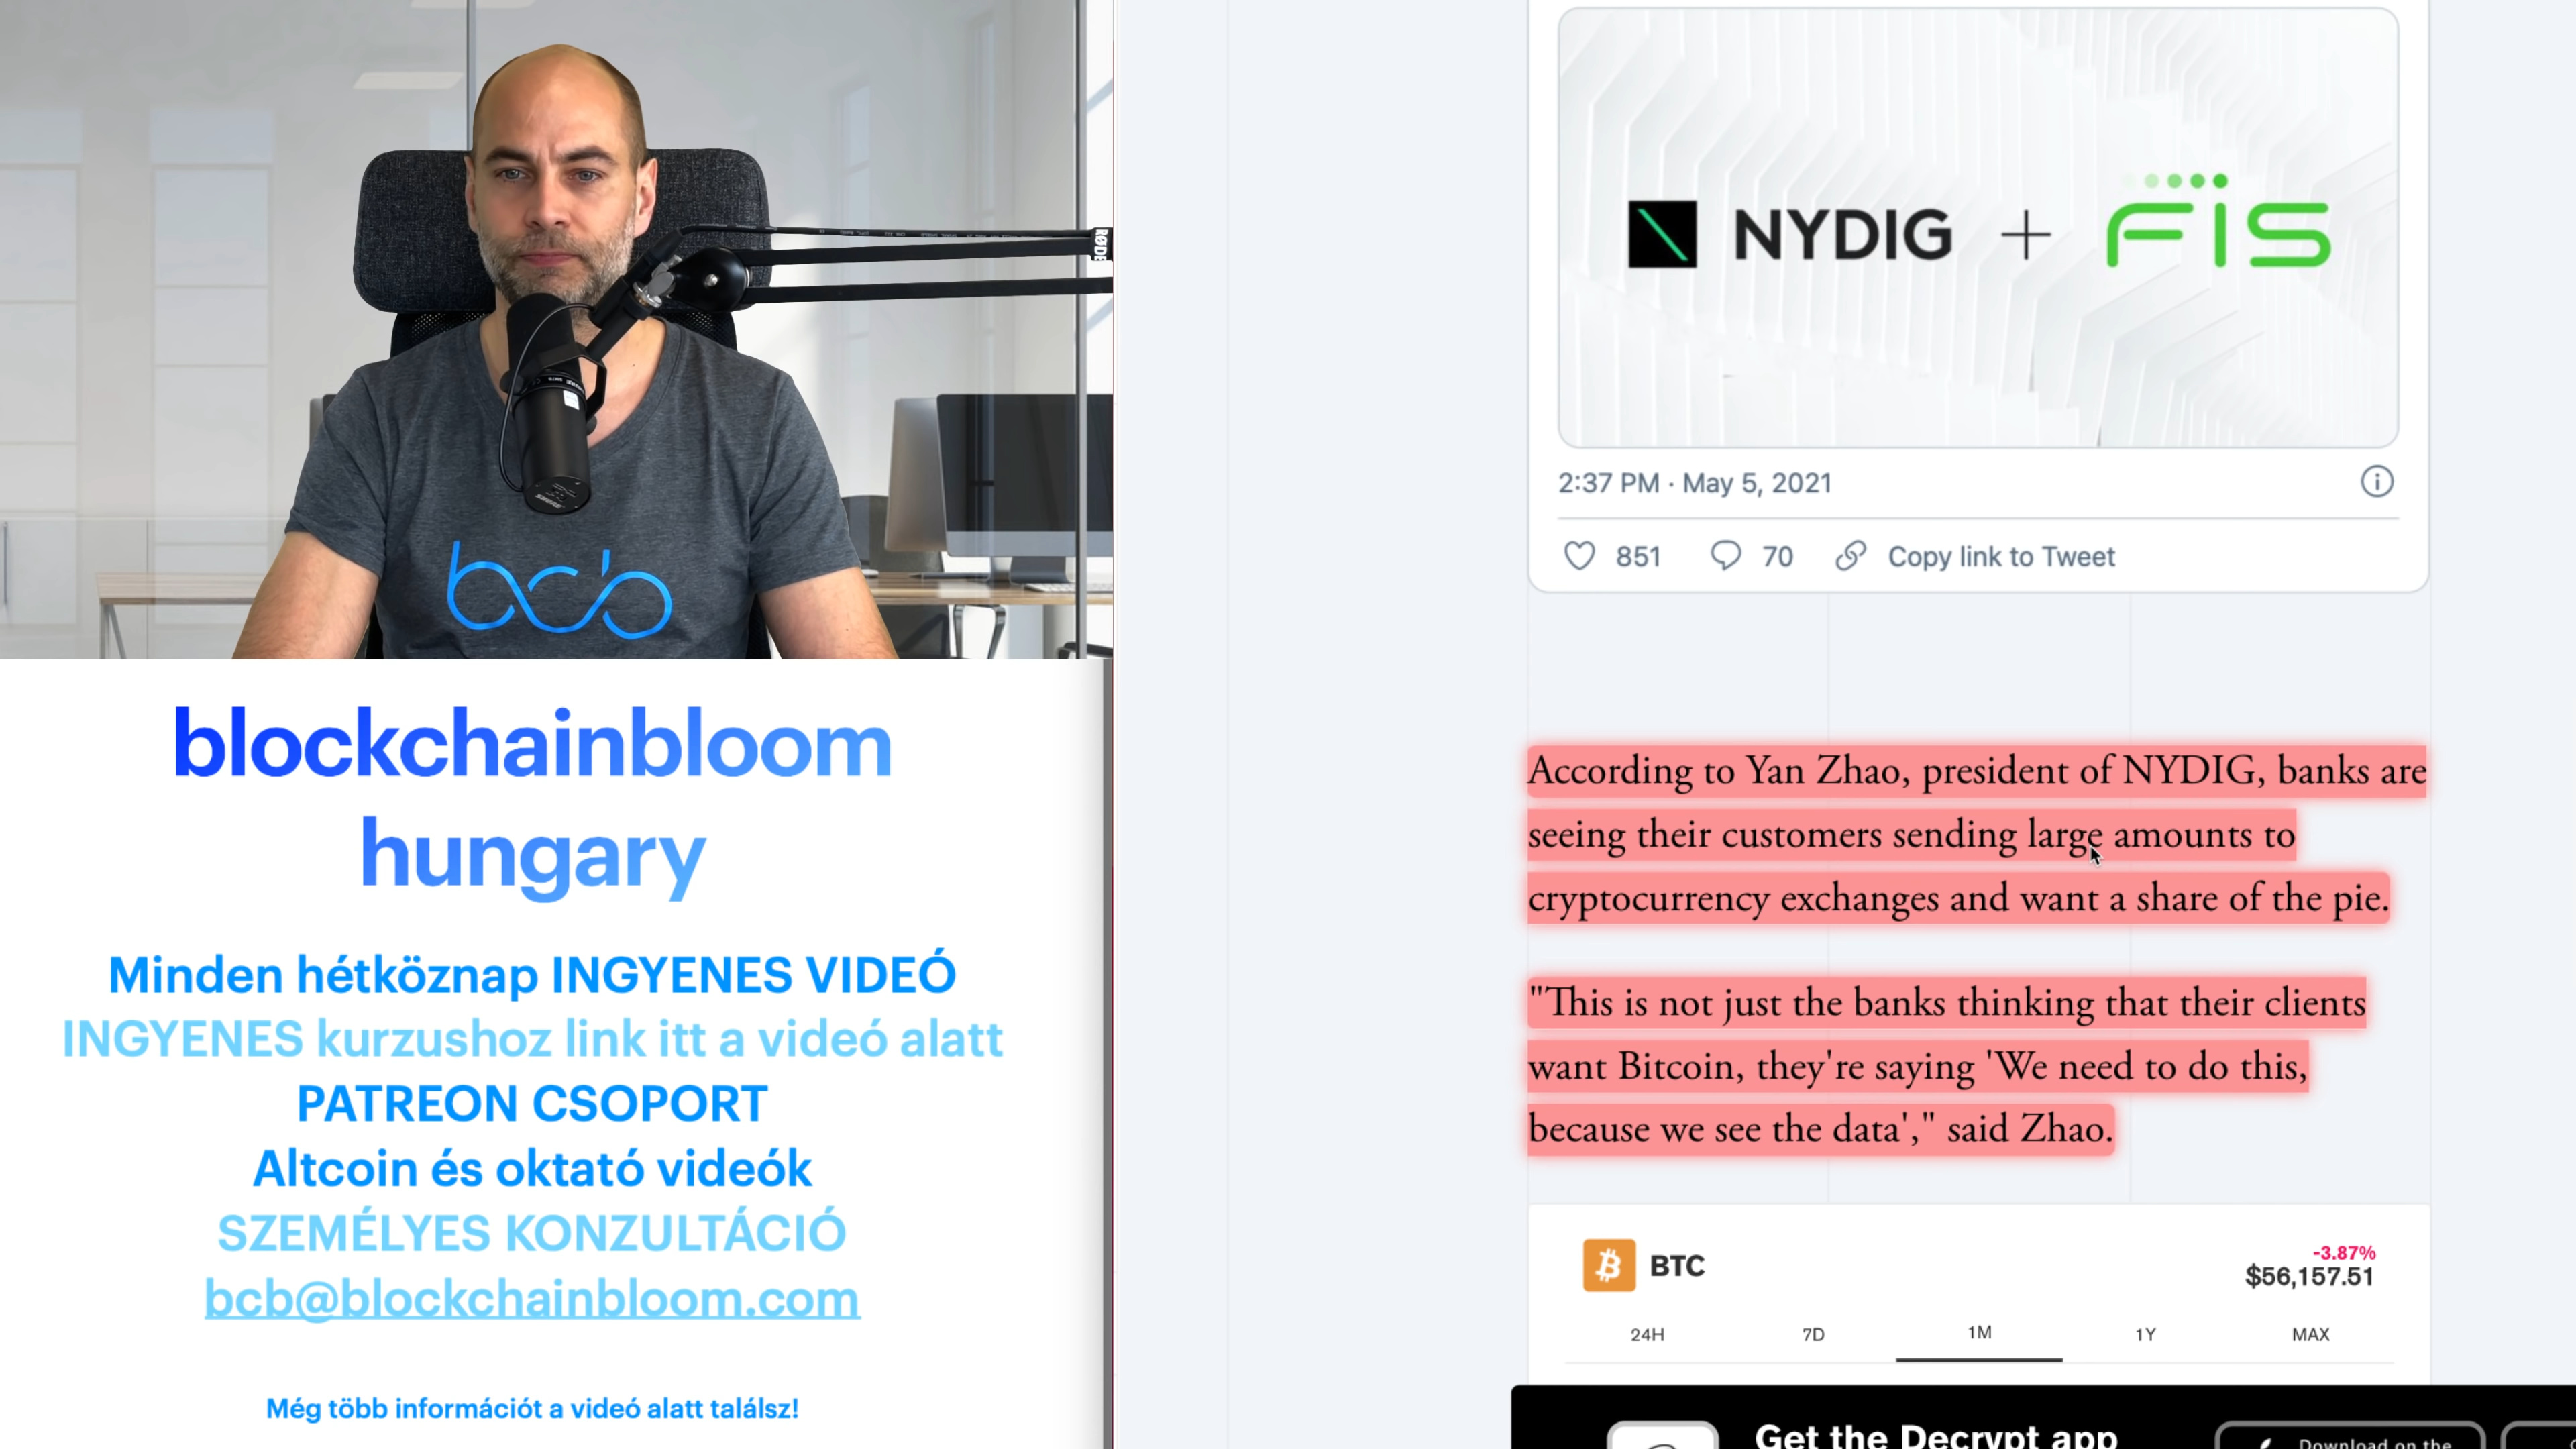 RØDE
bcb
blockchainbloom
hungary
Minden hétköznap INGYENES VIDEÓ
INGYENES kurzushoz link itt a videó alatt
PATREON CSOPORT
Altcoin és oktató videók
SZEMÉLYES KONZULTÁCIÓ
bcb@blockchainbloom.com
Még több információt a videó alatt találsz!
NYDIG + FIS
2:37 PM · May 5, 2021
851 70 Copy link to Tweet
According to Yan Zhao, president of NYDIG, banks are
seeing their customers sending large amounts to
cryptocurrency exchanges and want a share of the pie.
"This is not just the banks thinking that their clients
want Bitcoin, they're saying 'We need to do this,
because we see the data'," said Zhao.
BTC
-3.87%
$56,157.51
24H 7D 1M 1Y MAX
Get the Decrypt app
Download on the